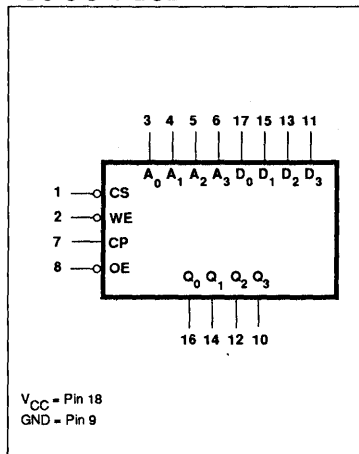 3 4 5 6 17 15 13 11
A0 A1 A2 A3 D0 D1 D2 D3
1 CS
2 WE
7 CP
8 OE
Q0 Q1 Q2 Q3
16 14 12 10
VCC = Pin 18
GND = Pin 9